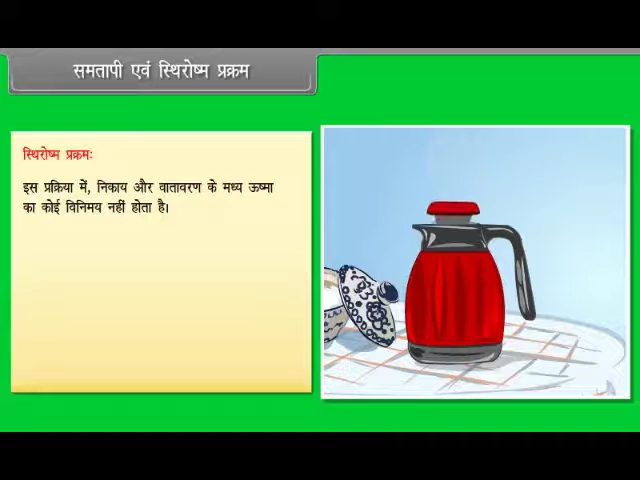 समतापी एवं स्थिरोष्म प्रक्रम
स्थिरोष्म प्रक्रमः
इस प्रक्रिया में, निकाय और वातावरण के मध्य ऊष्मा
का कोई विनिमय नहीं होता है।